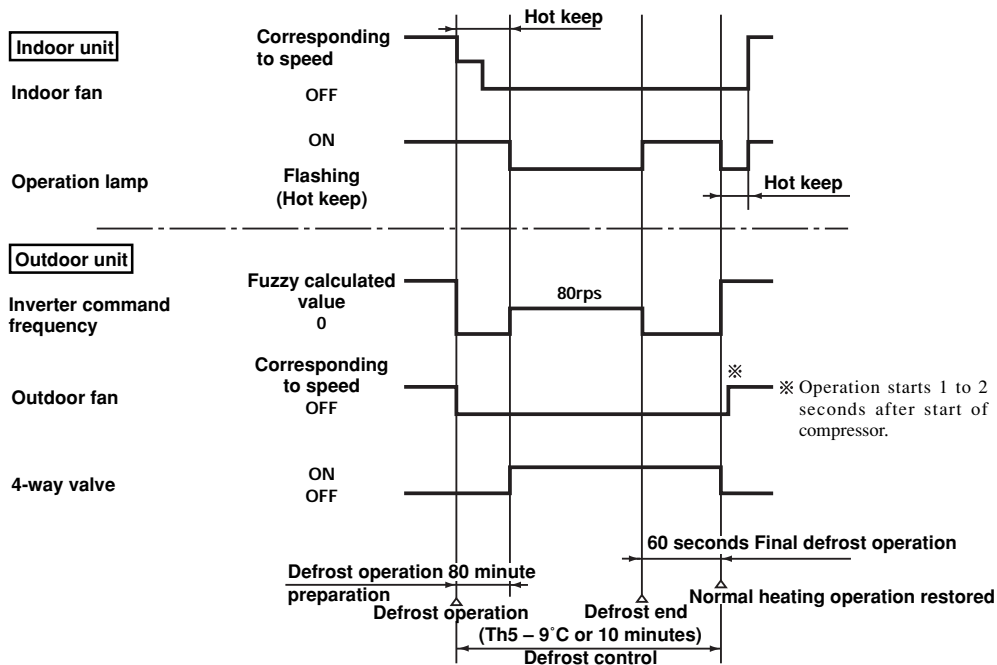 Hot keep
Indoor unit
Corresponding
to speed
Indoor fan
OFF
ON
Operation lamp
Flashing
(Hot keep)
Hot keep
Outdoor unit
Inverter command
frequency
Fuzzy calculated
value
0
80rps
Outdoor fan
Corresponding
to speed
OFF
※
※ Operation starts 1 to 2
seconds after start of
compressor.
4-way valve
ON
OFF
60 seconds Final defrost operation
Defrost operation 80 minute
preparation
Defrost operation
Defrost end
Normal heating operation restored
(Th5 – 9˚C or 10 minutes)
Defrost control